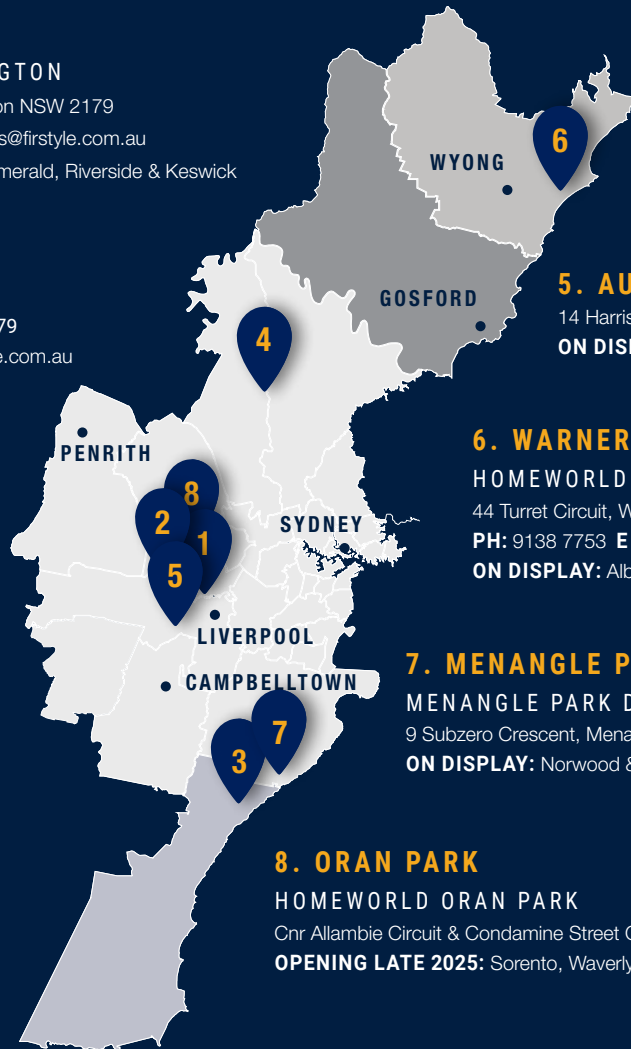 GTON
on NSW 2179
s@firstyle.com.au
merald, Riverside & Keswick
79
e.com.au
WYONG
6
GOSFORD
4
5. AU
14 Harris
ON DISP
PENRITH
8
2
1
SYDNEY
5
LIVERPOOL
CAMPBELLTOWN
7
3
6. WARNER
HOMEWORLD
44 Turret Circuit, W
PH: 9138 7753 E
ON DISPLAY: Alb
7. MENANGLE P
MENANGLE PARK D
9 Subzero Crescent, Mena
ON DISPLAY: Norwood &
8. ORAN PARK
HOMEWORLD ORAN PARK
Cnr Allambie Circuit & Condamine Street O
OPENING LATE 2025: Sorento, Waverly